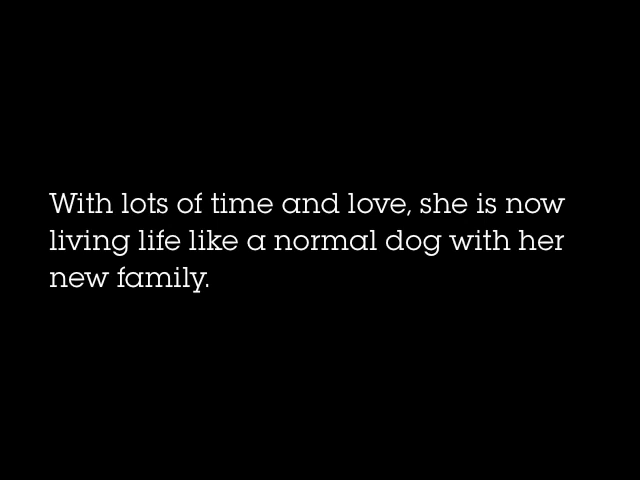 With lots of time and love, she is now
living life like a normal dog with her
new family.